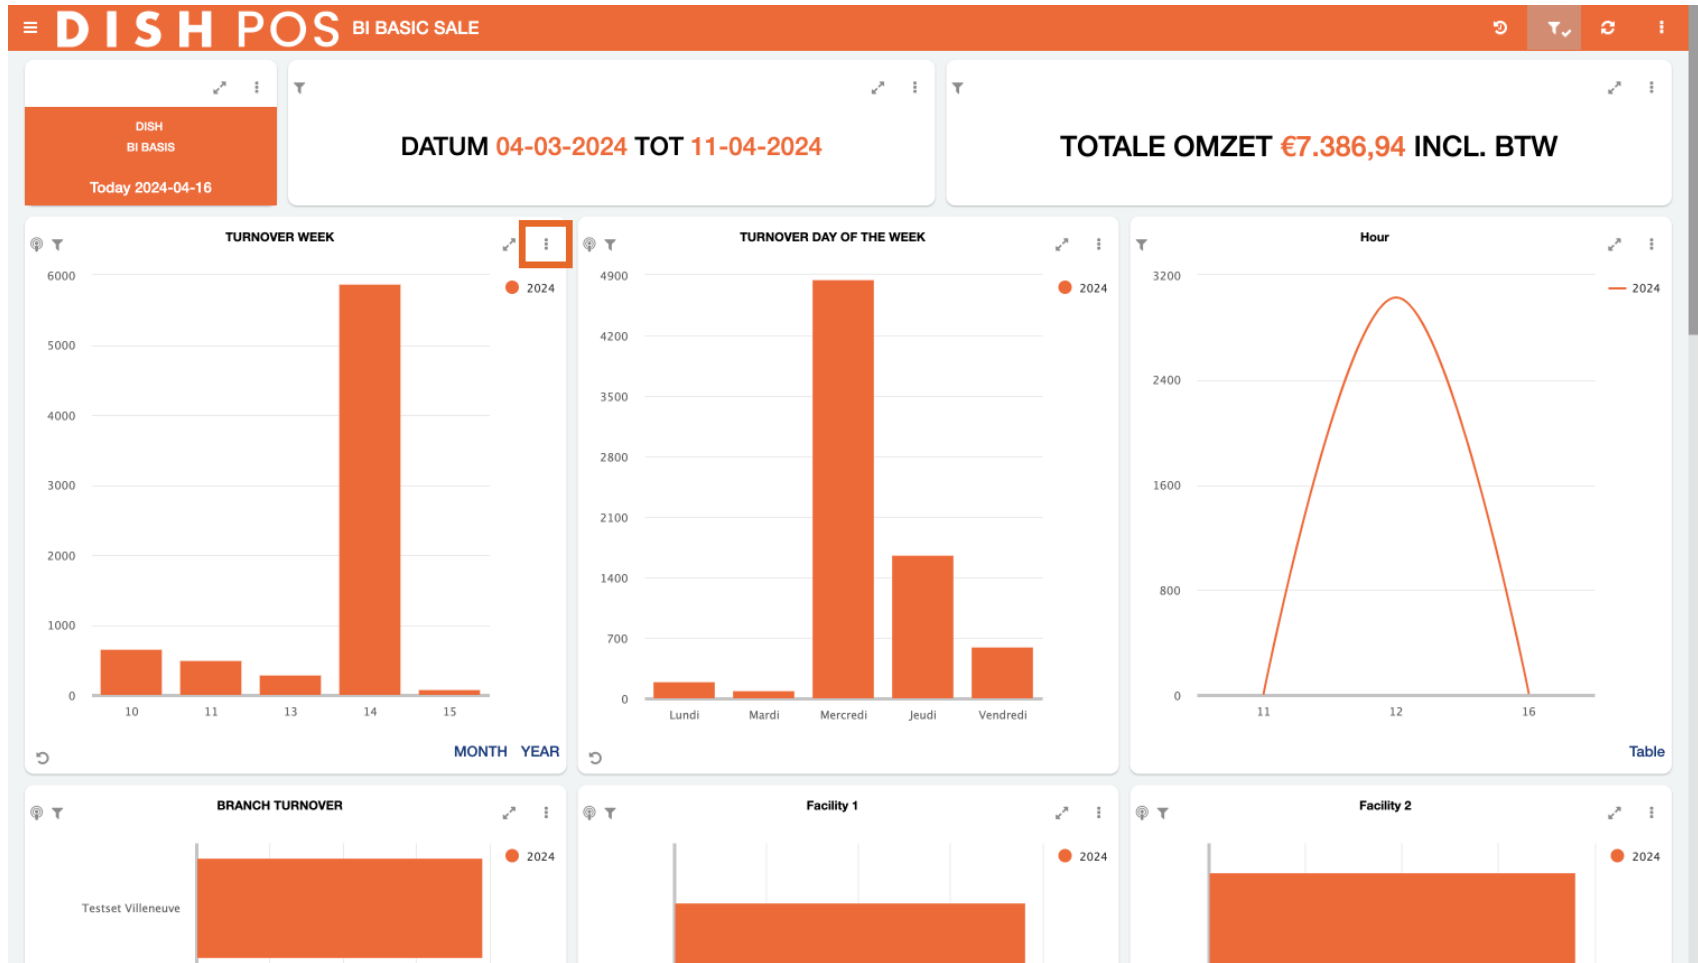 DISH POS BI BASIC SALE
DISH
BI BASIS
Today 2024-04-16
DATUM 04-03-2024 TOT 11-04-2024
TOTALE OMZET €7.386,94 INCL. BTW
TURNOVER WEEK
2024
6000
5000
4000
3000
2000
1000
0
10 11 13 14 15
MONTH YEAR
TURNOVER DAY OF THE WEEK
2024
4900
4200
3500
2800
2100
1400
700
0
Lundi Mardi Mercredi Jeudi Vendredi
Hour
2024
3200
2400
1600
800
0
11 12 16
Table
BRANCH TURNOVER
2024
Testset Villeneuve
Facility 1
2024
Facility 2
2024